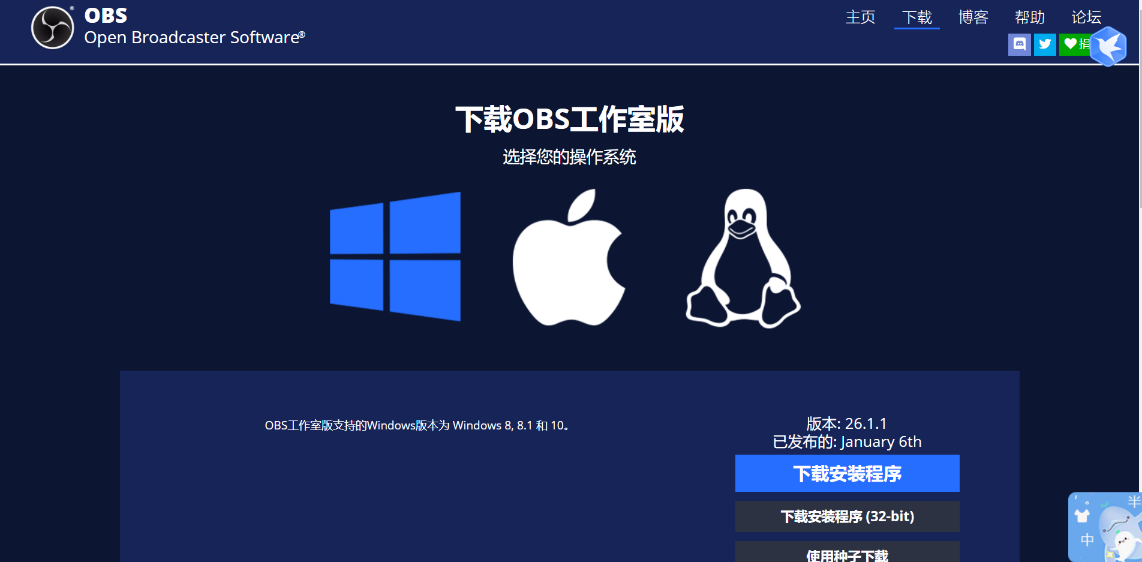 OBS
Open Broadcaster Software®
主页 下载 博客 帮助 论坛
捐
下载OBS工作室版
选择您的操作系统
OBS工作室版支持的Windows版本为 Windows 8, 8.1 和 10。
版本: 26.1.1
已发布的: January 6th
下载安装程序
下载安装程序 (32-bit)
使用种子下载
半
中